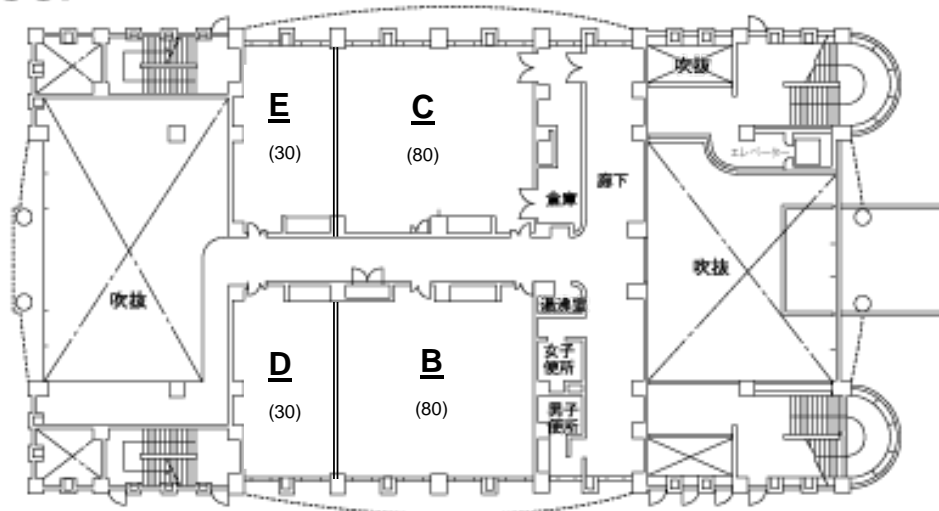 吹抜
E
C
(30)
(80)
エレベーター
廊下
倉庫
吹抜
吹抜
湯沸室
女子
便所
D
B
(30)
(80)
男子
便所